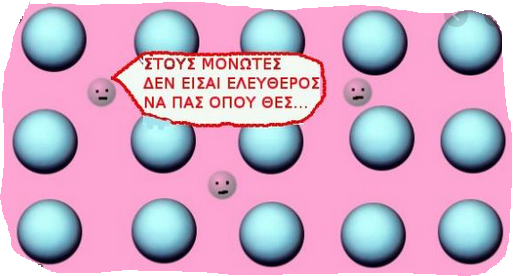 ΣΤΟΥΣ ΜΟΝΩΤΕΣ
ΔΕΝ ΕΙΣΑΙ ΕΛΕΥΘΕΡΟΣ
ΝΑ ΠΑΣ ΟΠΟΥ ΘΕΣ...